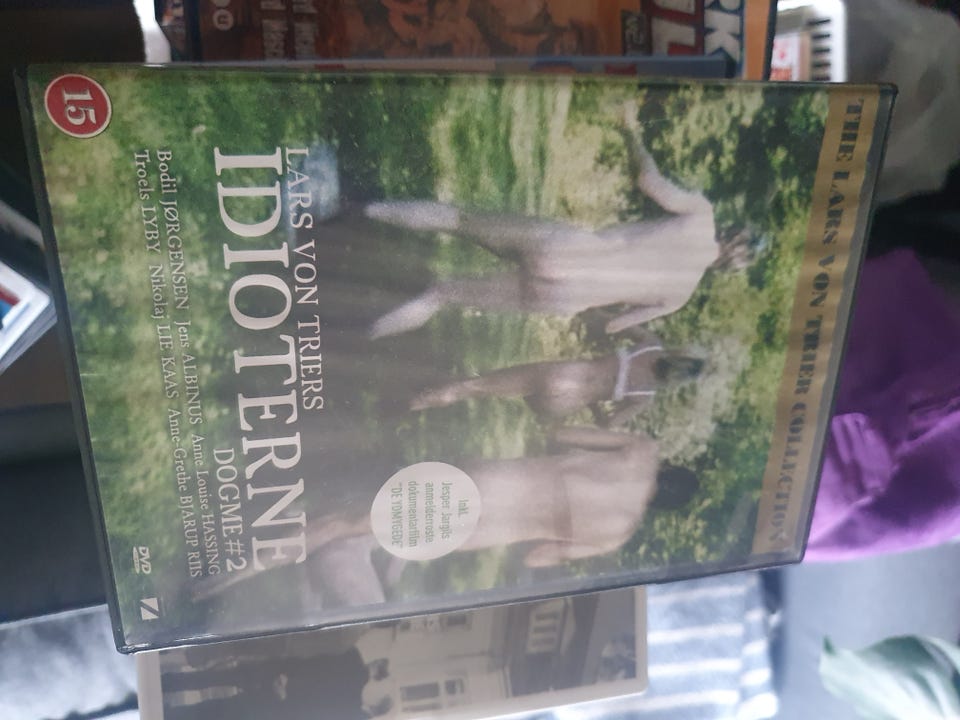 THE LARS VON TRIER COLLECTION
Inkl.
Jesper Jargils
anmelderroste
dokumentarfilm
"DE YDMYGEDE"
LARS VON TRIERS
IDIOTERNE
DOGME #2
Bodil JØRGENSEN Jens ALBINUS Anne Louise HASSING
Troels LYBY Nikolaj LIE KAAS Anne-Grethe BJARUP RIIS
15
DVD
Z